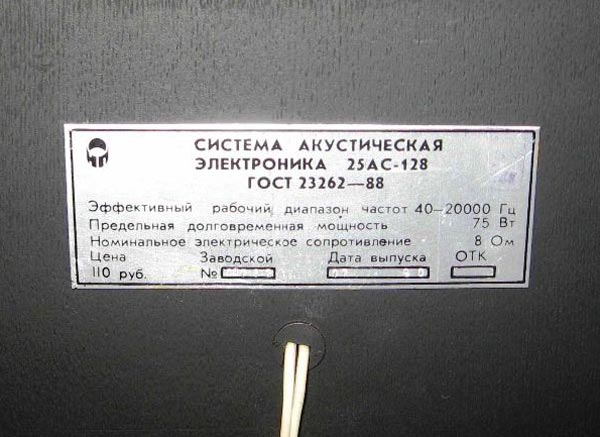 СИСТЕМА АКУСТИЧЕСКАЯ
ЭЛЕКТРОНИКА 25АС-128
ГОСТ 23262—88
Эффективный рабочий диапазон частот 40—20000 Гц
Предельная долговременная мощность 75 Вт
Номинальное электрическое сопротивление 8 Ом
Цена Заводской Дата выпуска ОТК
110 руб. №